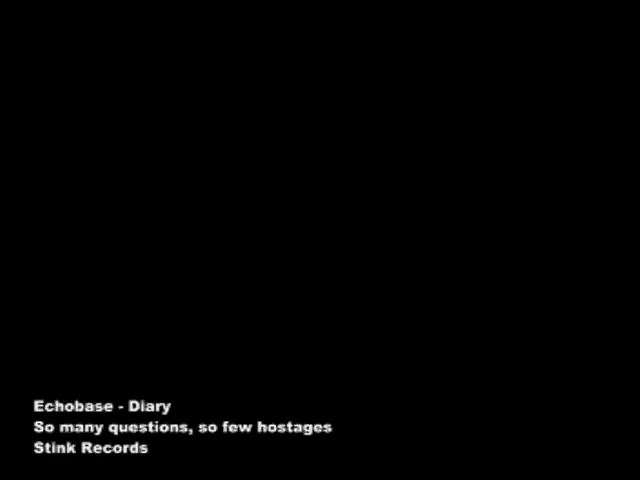 Echobase - Diary
So many questions, so few hostages
Stink Records